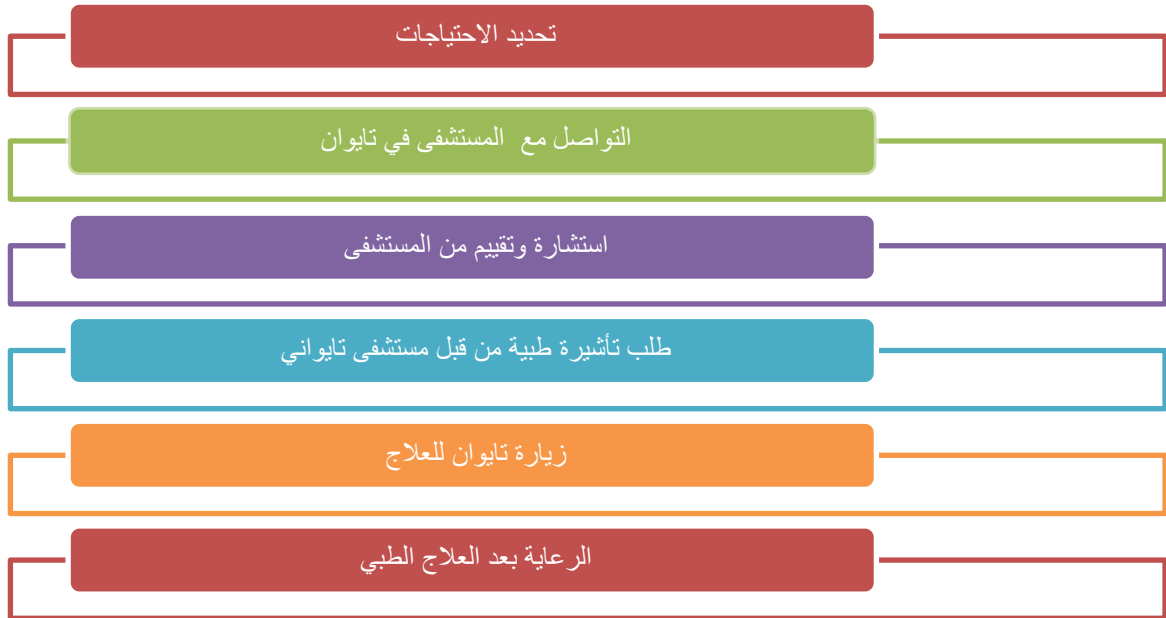 تحديد الاحتياجات
التواصل مع المستشفى في تايوان
استشارة وتقييم من المستشفى
طلب تأشيرة طبية من قبل مستشفى تايواني
زيارة تايوان للعلاج
الرعاية بعد العلاج الطبي